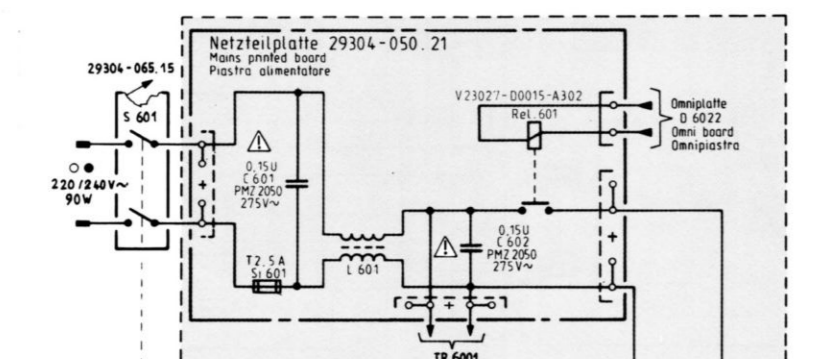 Netzteilplatte 29304-050.21
Mains printed board
Piastra alimentatore
29304-065.15
S 601
V23027-D0015-A302
Rel.601
Omniplatte
D 6022
Omni board
Omnipiastra
220/240V~
90W
+
0,15U
C 601
PMZ 2050
275V~
T2,5A
Si 601
L 601
0,15U
C 602
PMZ 2050
275V~
+
+
TR 6001